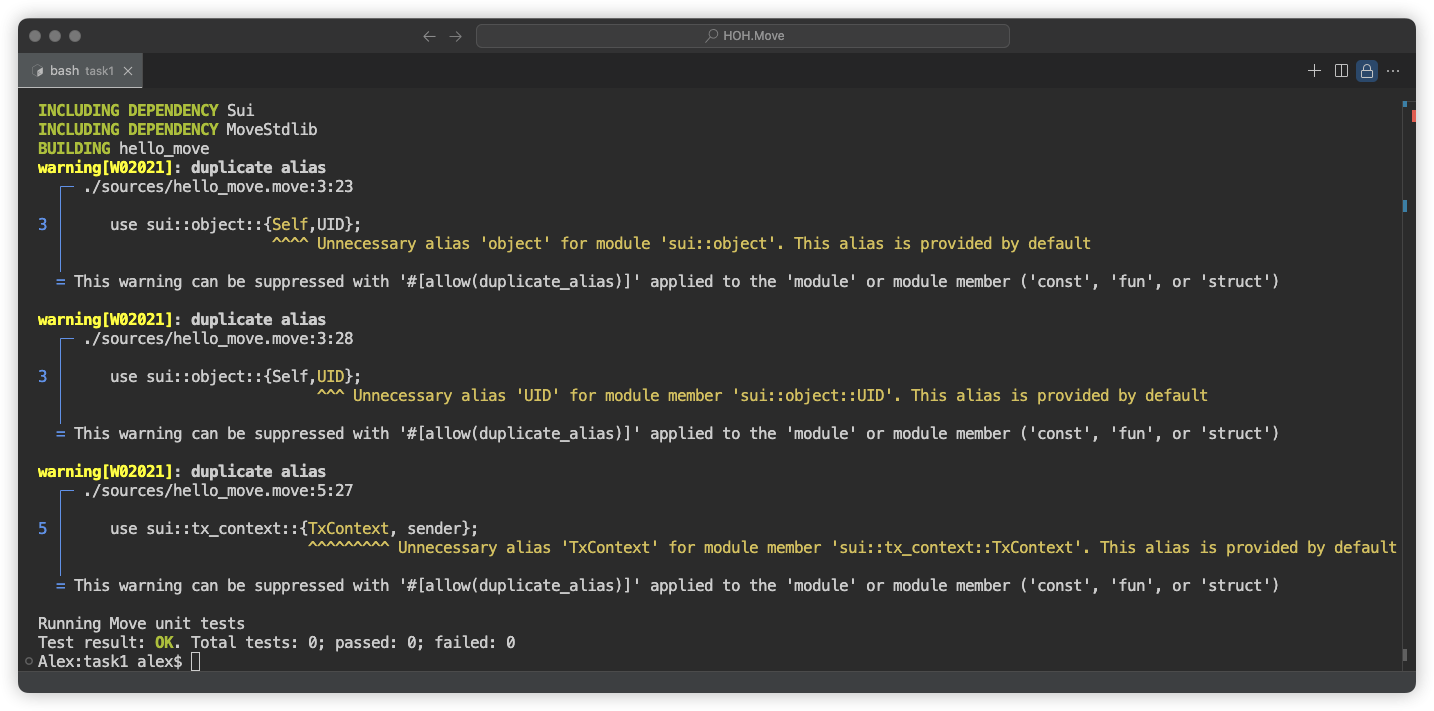 HOH.Move
bash task1
INCLUDING DEPENDENCY Sui
INCLUDING DEPENDENCY MoveStdlib
BUILDING hello_move
warning[W02021]: duplicate alias
./sources/hello_move.move:3:23
3 use sui::object::{Self,UID};
^^^^ Unnecessary alias 'object' for module 'sui::object'. This alias is provided by default
= This warning can be suppressed with '#[allow(duplicate_alias)]' applied to the 'module' or module member ('const', 'fun', or 'struct')
warning[W02021]: duplicate alias
./sources/hello_move.move:3:28
3 use sui::object::{Self,UID};
^^^ Unnecessary alias 'UID' for module member 'sui::object::UID'. This alias is provided by default
= This warning can be suppressed with '#[allow(duplicate_alias)]' applied to the 'module' or module member ('const', 'fun', or 'struct')
warning[W02021]: duplicate alias
./sources/hello_move.move:5:27
5 use sui::tx_context::{TxContext, sender};
^^^^^^^^^ Unnecessary alias 'TxContext' for module member 'sui::tx_context::TxContext'. This alias is provided by default
= This warning can be suppressed with '#[allow(duplicate_alias)]' applied to the 'module' or module member ('const', 'fun', or 'struct')
Running Move unit tests
Test result: OK. Total tests: 0; passed: 0; failed: 0
Alex:task1 alex$